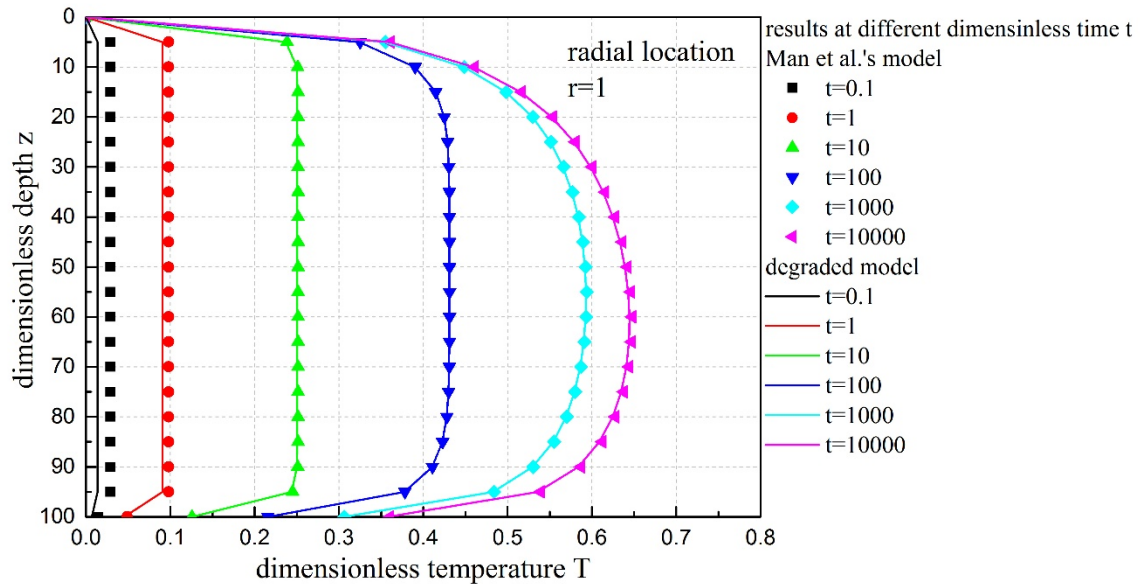 0
10
20
30
40
50
60
70
80
90
100
dimensionless depth z
0.0 0.1 0.2 0.3 0.4 0.5 0.6 0.7 0.8
dimensionless temperature T
radial location
r=1
results at different dimensinless time t
Man et al.'s model
t=0.1
t=1
t=10
t=100
t=1000
t=10000
degraded model
t=0.1
t=1
t=10
t=100
t=1000
t=10000